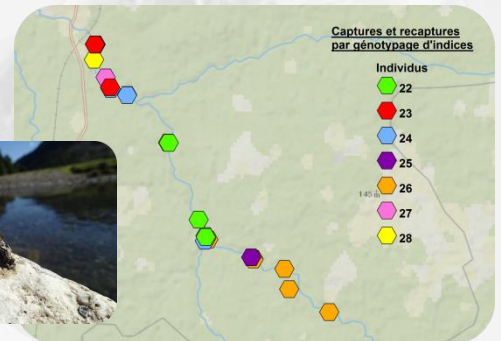 Captures et recaptures
par génotypage d'indices
Individus
22
23
24
25
26
27
28
145 m